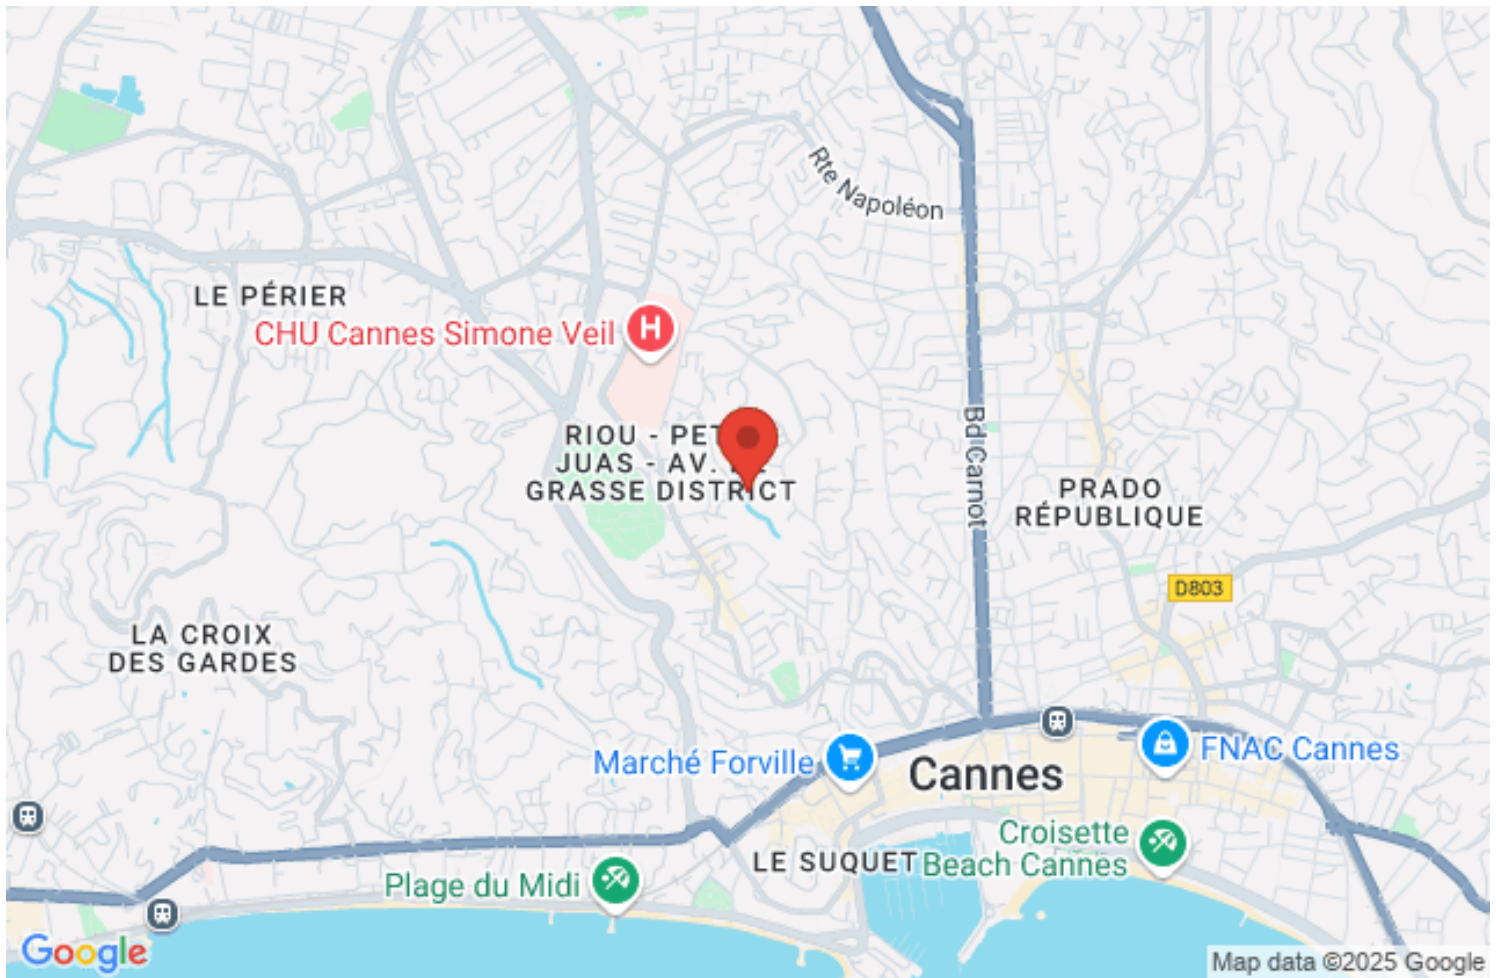 Rte Napoléon
LE PÉRIER
CHU Cannes Simone Veil
H
Bd Carnot
RIOU - PET
JUAS - AV.
GRASSE DISTRICT
PRADO
RÉPUBLIQUE
D803
LA CROIX
DES GARDES
Marché Forville
Cannes
FNAC Cannes
LE SUQUET
Croisette
Beach Cannes
Plage du Midi
Google
Map data ©2025 Google